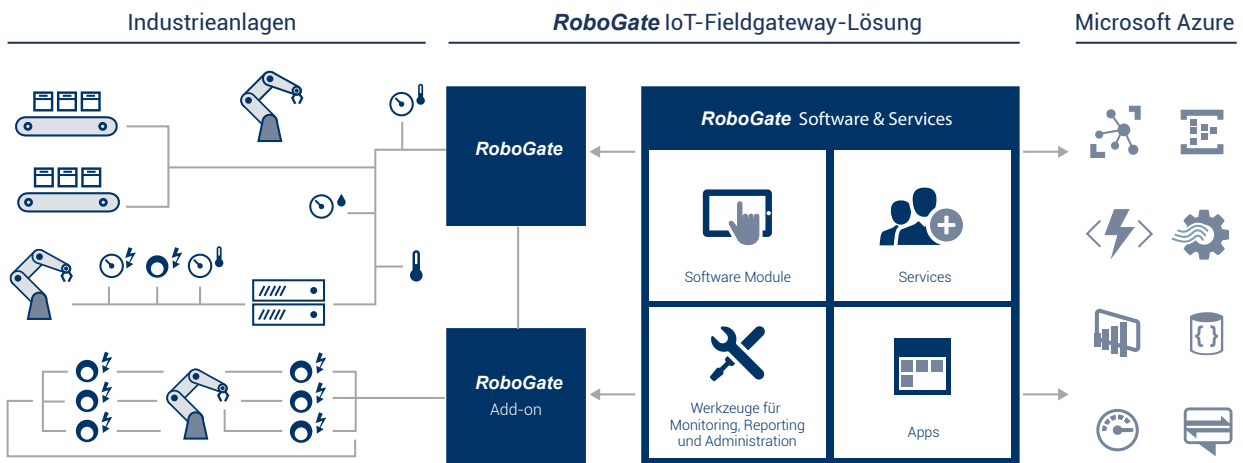 Industrieanlagen
RoboGate IoT-Fieldgateway-Lösung
Microsoft Azure
RoboGate
RoboGate Software & Services
Software Module
Services
RoboGate
Add-on
Werkzeuge für
Monitoring, Reporting
und Administration
Apps